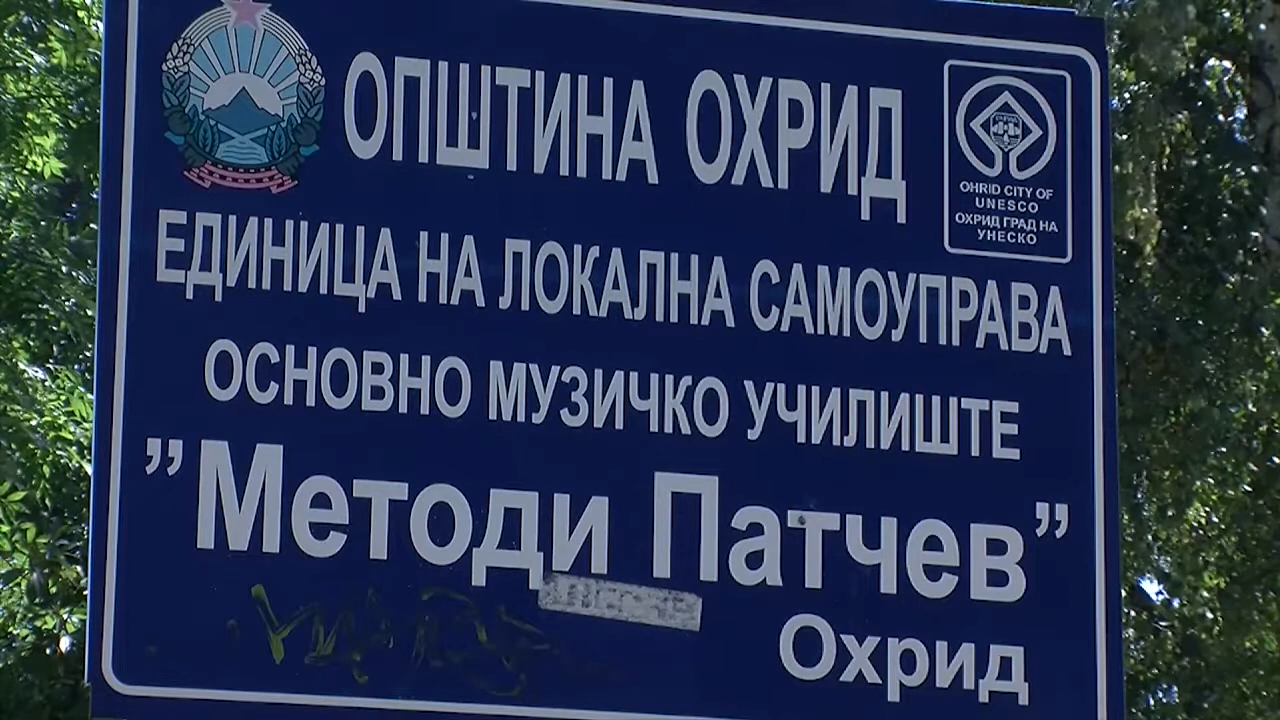 ОПШТИНА ОХРИД
OHRID CITY OF
UNESCO
ОХРИД ГРАД НА
УНЕСКО
ЕДИНИЦА НА ЛОКАЛНА САМОУПРАВА
ОСНОВНО МУЗИЧКО УЧИЛИШТЕ
”Методи Патчев”
Охрид